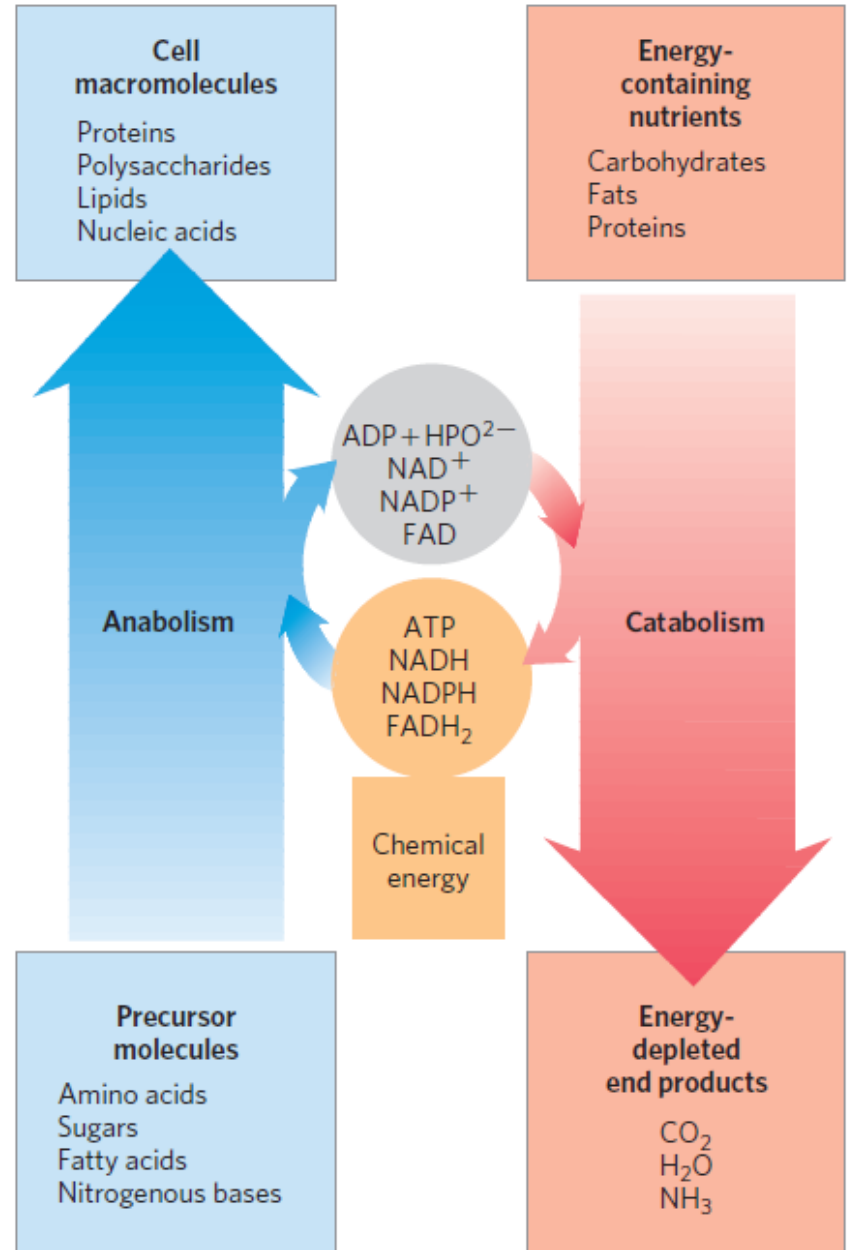 Cell
macromolecules
Proteins
Polysaccharides
Lipids
Nucleic acids
Energy-
containing
nutrients
Carbohydrates
Fats
Proteins
ADP+HPO²⁻
NAD⁺
NADP⁺
FAD
Anabolism
ATP
NADH
NADPH
FADH₂
Catabolism
Chemical
energy
Precursor
molecules
Amino acids
Sugars
Fatty acids
Nitrogenous bases
Energy-
depleted
end products
CO₂
H₂O
NH₃